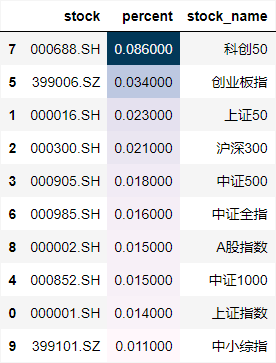 stock percent stock_name
7 000688.SH 0.086000 科创50
5 399006.SZ 0.034000 创业板指
1 000016.SH 0.023000 上证50
2 000300.SH 0.021000 沪深300
3 000905.SH 0.018000 中证500
6 000985.SH 0.016000 中证全指
8 000002.SH 0.015000 A股指数
4 000852.SH 0.015000 中证1000
0 000001.SH 0.014000 上证指数
9 399101.SZ 0.011000 中小综指